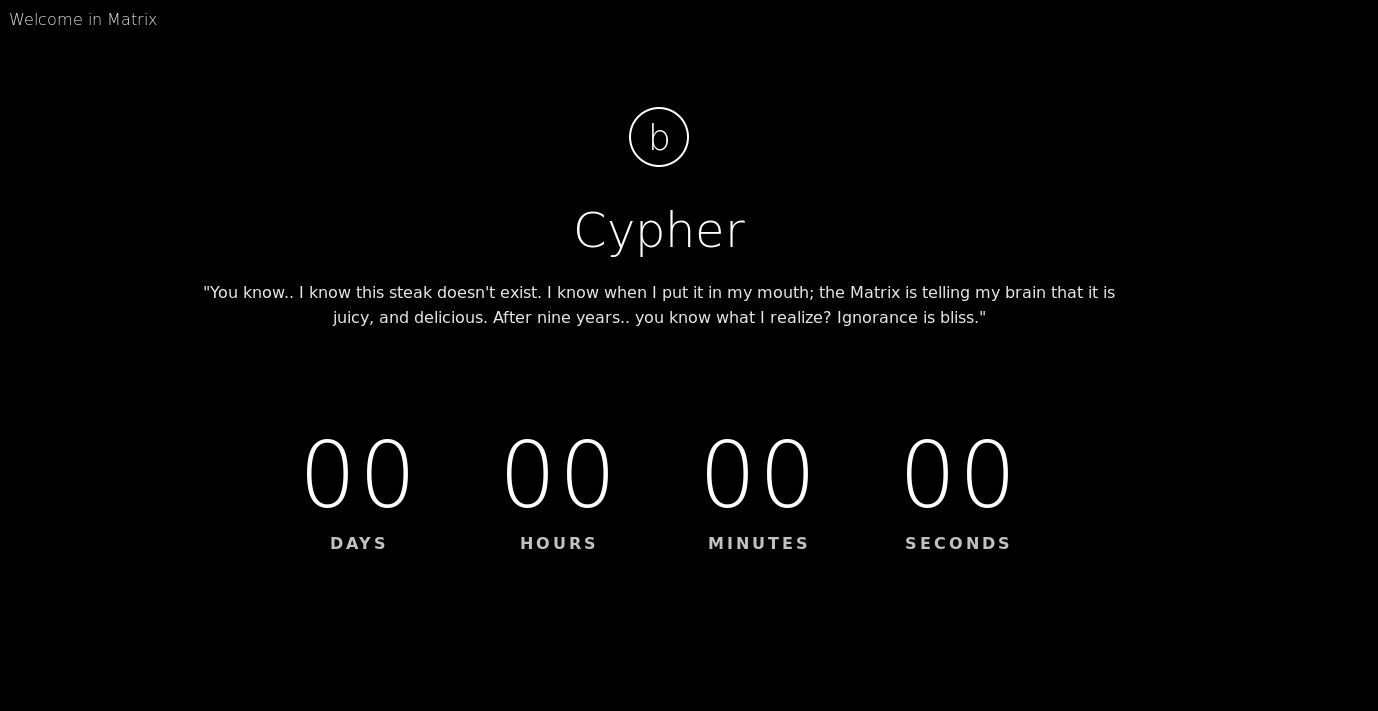 Welcome in Matrix
b
Cypher
"You know.. I know this steak doesn't exist. I know when I put it in my mouth; the Matrix is telling my brain that it is
juicy, and delicious. After nine years.. you know what I realize? Ignorance is bliss."
00 00 00 00
DAYS HOURS MINUTES SECONDS